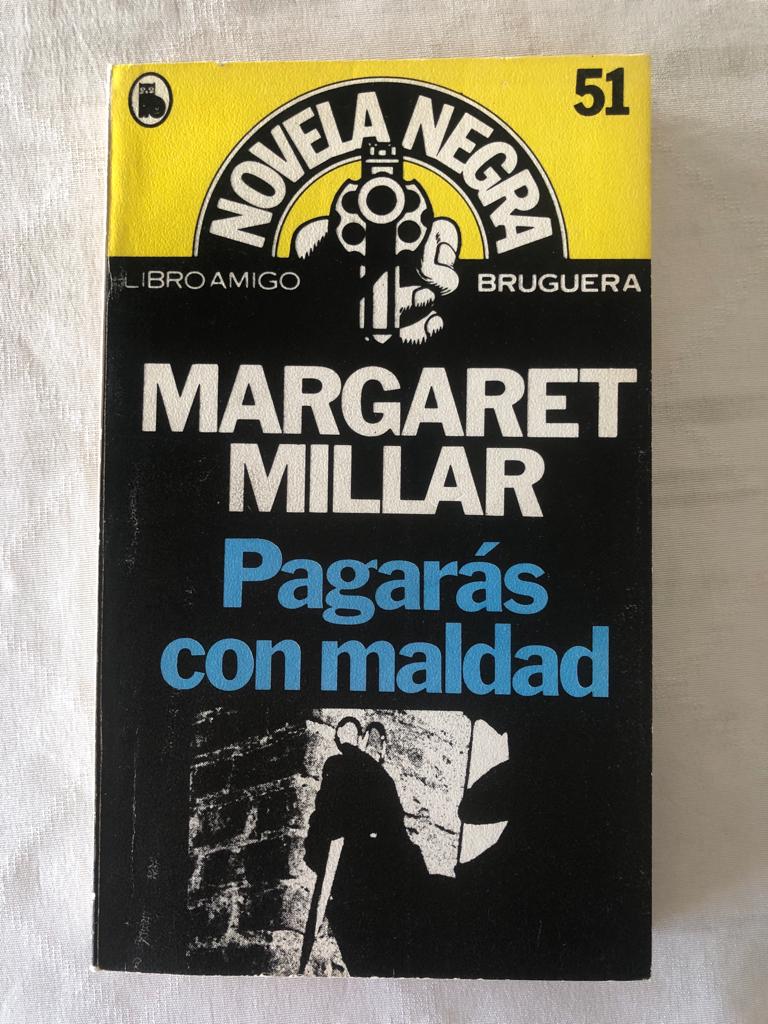 51
NOVELA NEGRA
LIBRO AMIGO
BRUGUERA
MARGARET
MILLAR
Pagarás
con maldad